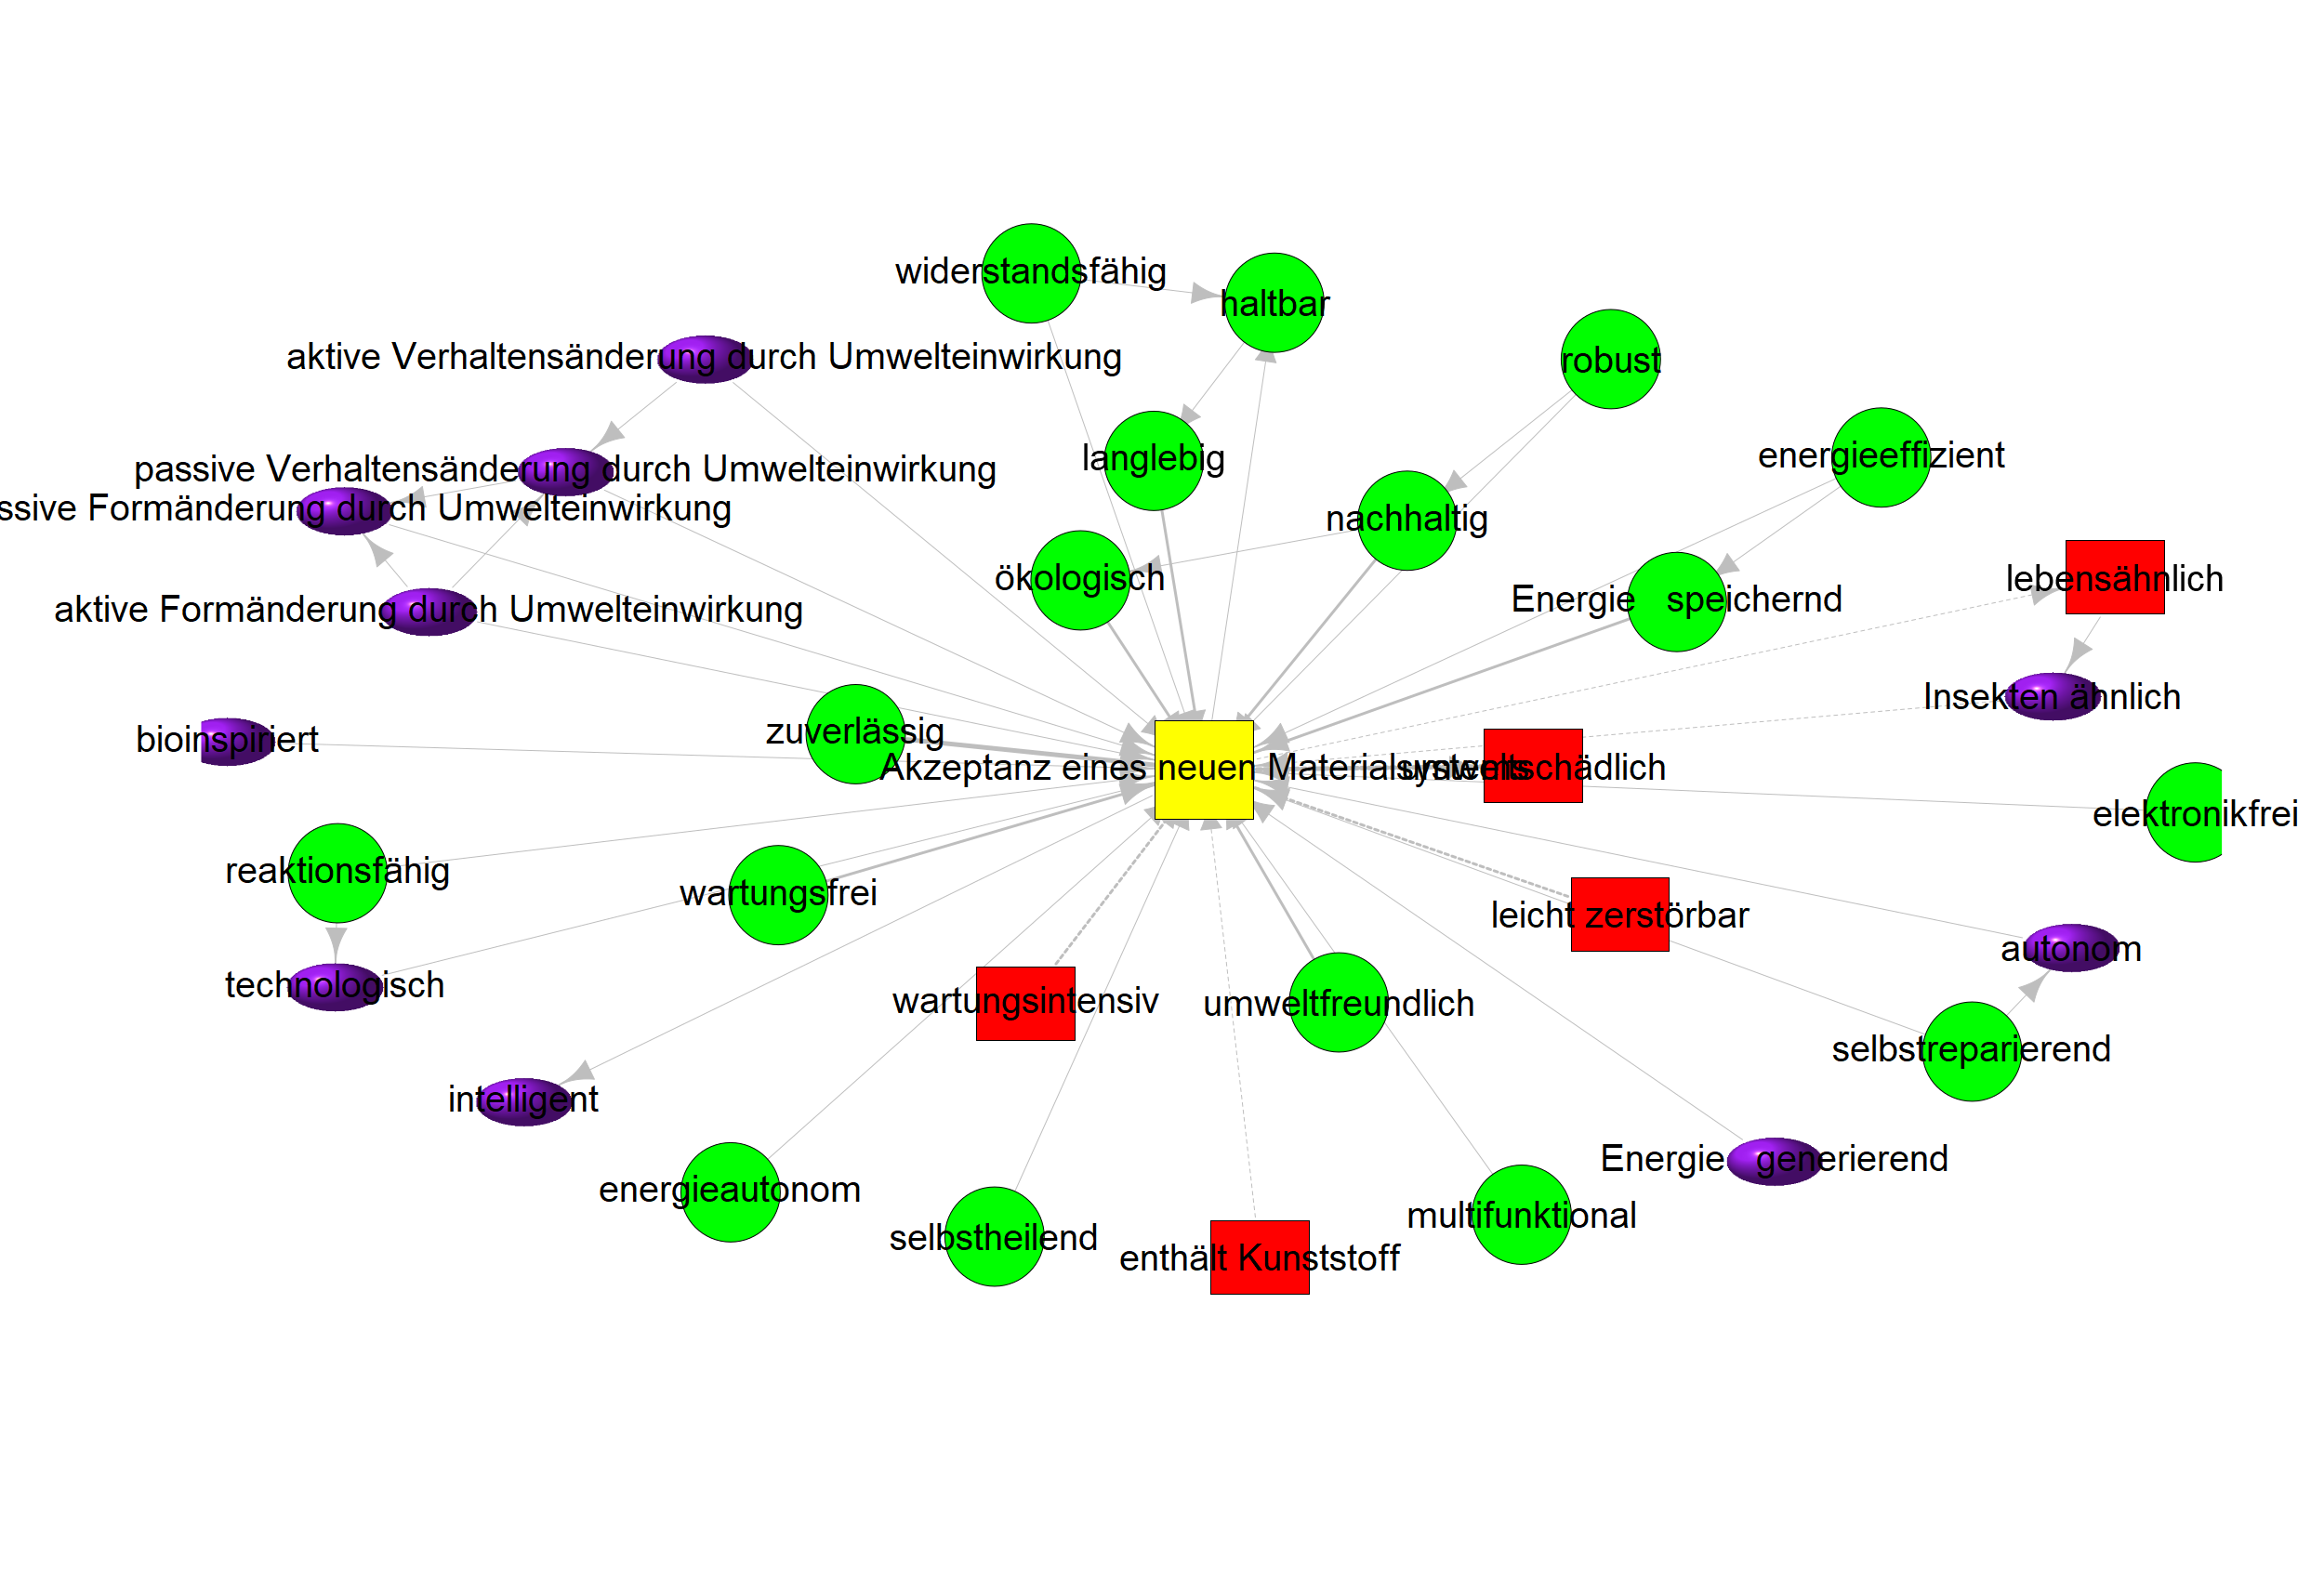 widerstandsfähig
haltbar
aktive Verhaltensänderung durch Umwelteinwirkung
robust
langlebig
energieeffizient
passive Verhaltensänderung durch Umwelteinwirkung
ssive Formänderung durch Umwelteinwirkung
nachhaltig
ökologisch
lebensähnlich
Energie speichernd
aktive Formänderung durch Umwelteinwirkung
Insekten ähnlich
zuverlässig
bioinspiriert
Akzeptanz eines neuen Materialsystems
umweltschädlich
elektronikfrei
reaktionsfähig
wartungsfrei
leicht zerstörbar
autonom
technologisch
wartungsintensiv
umweltfreundlich
selbstreparierend
intelligent
Energie generierend
energieautonom
multifunktional
selbstheilend
enthält Kunststoff